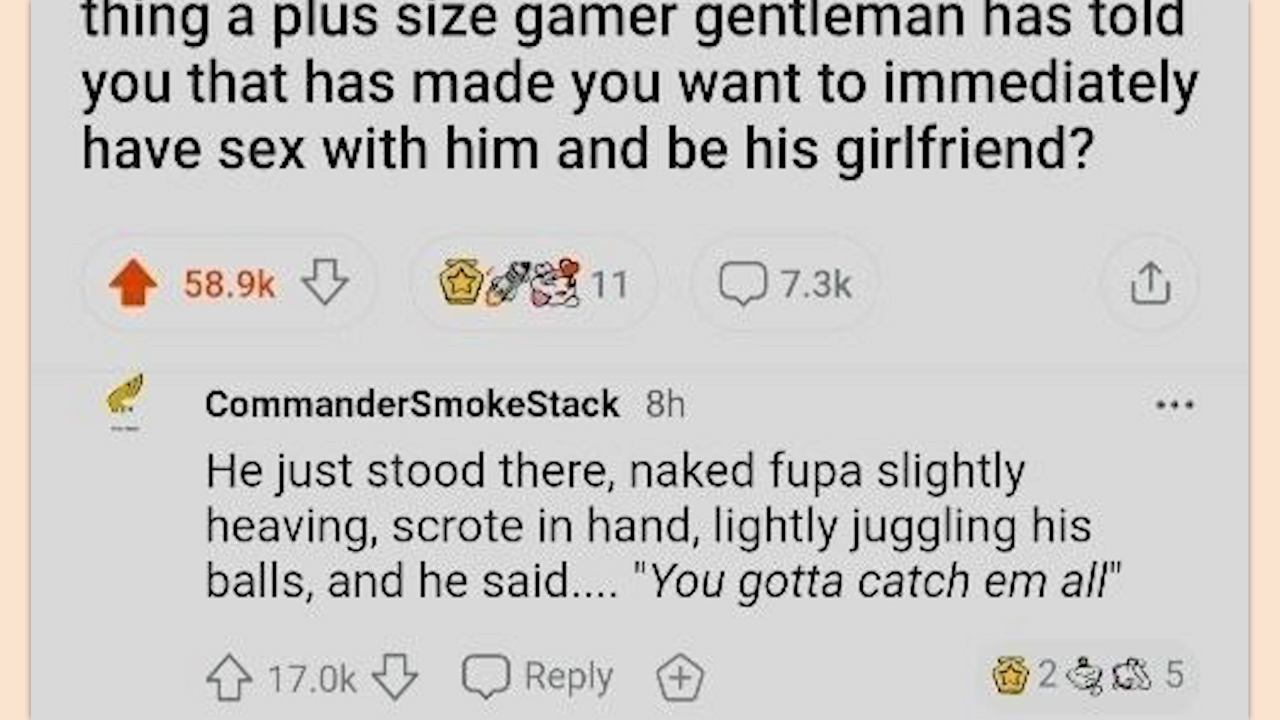 thing a plus size gamer gentleman has told
you that has made you want to immediately
have sex with him and be his girlfriend?
58.9k 11 7.3k
CommanderSmokeStack 8h
He just stood there, naked fupa slightly
heaving, scrote in hand, lightly juggling his
balls, and he said.... "You gotta catch em all"
17.0k Reply 2 5